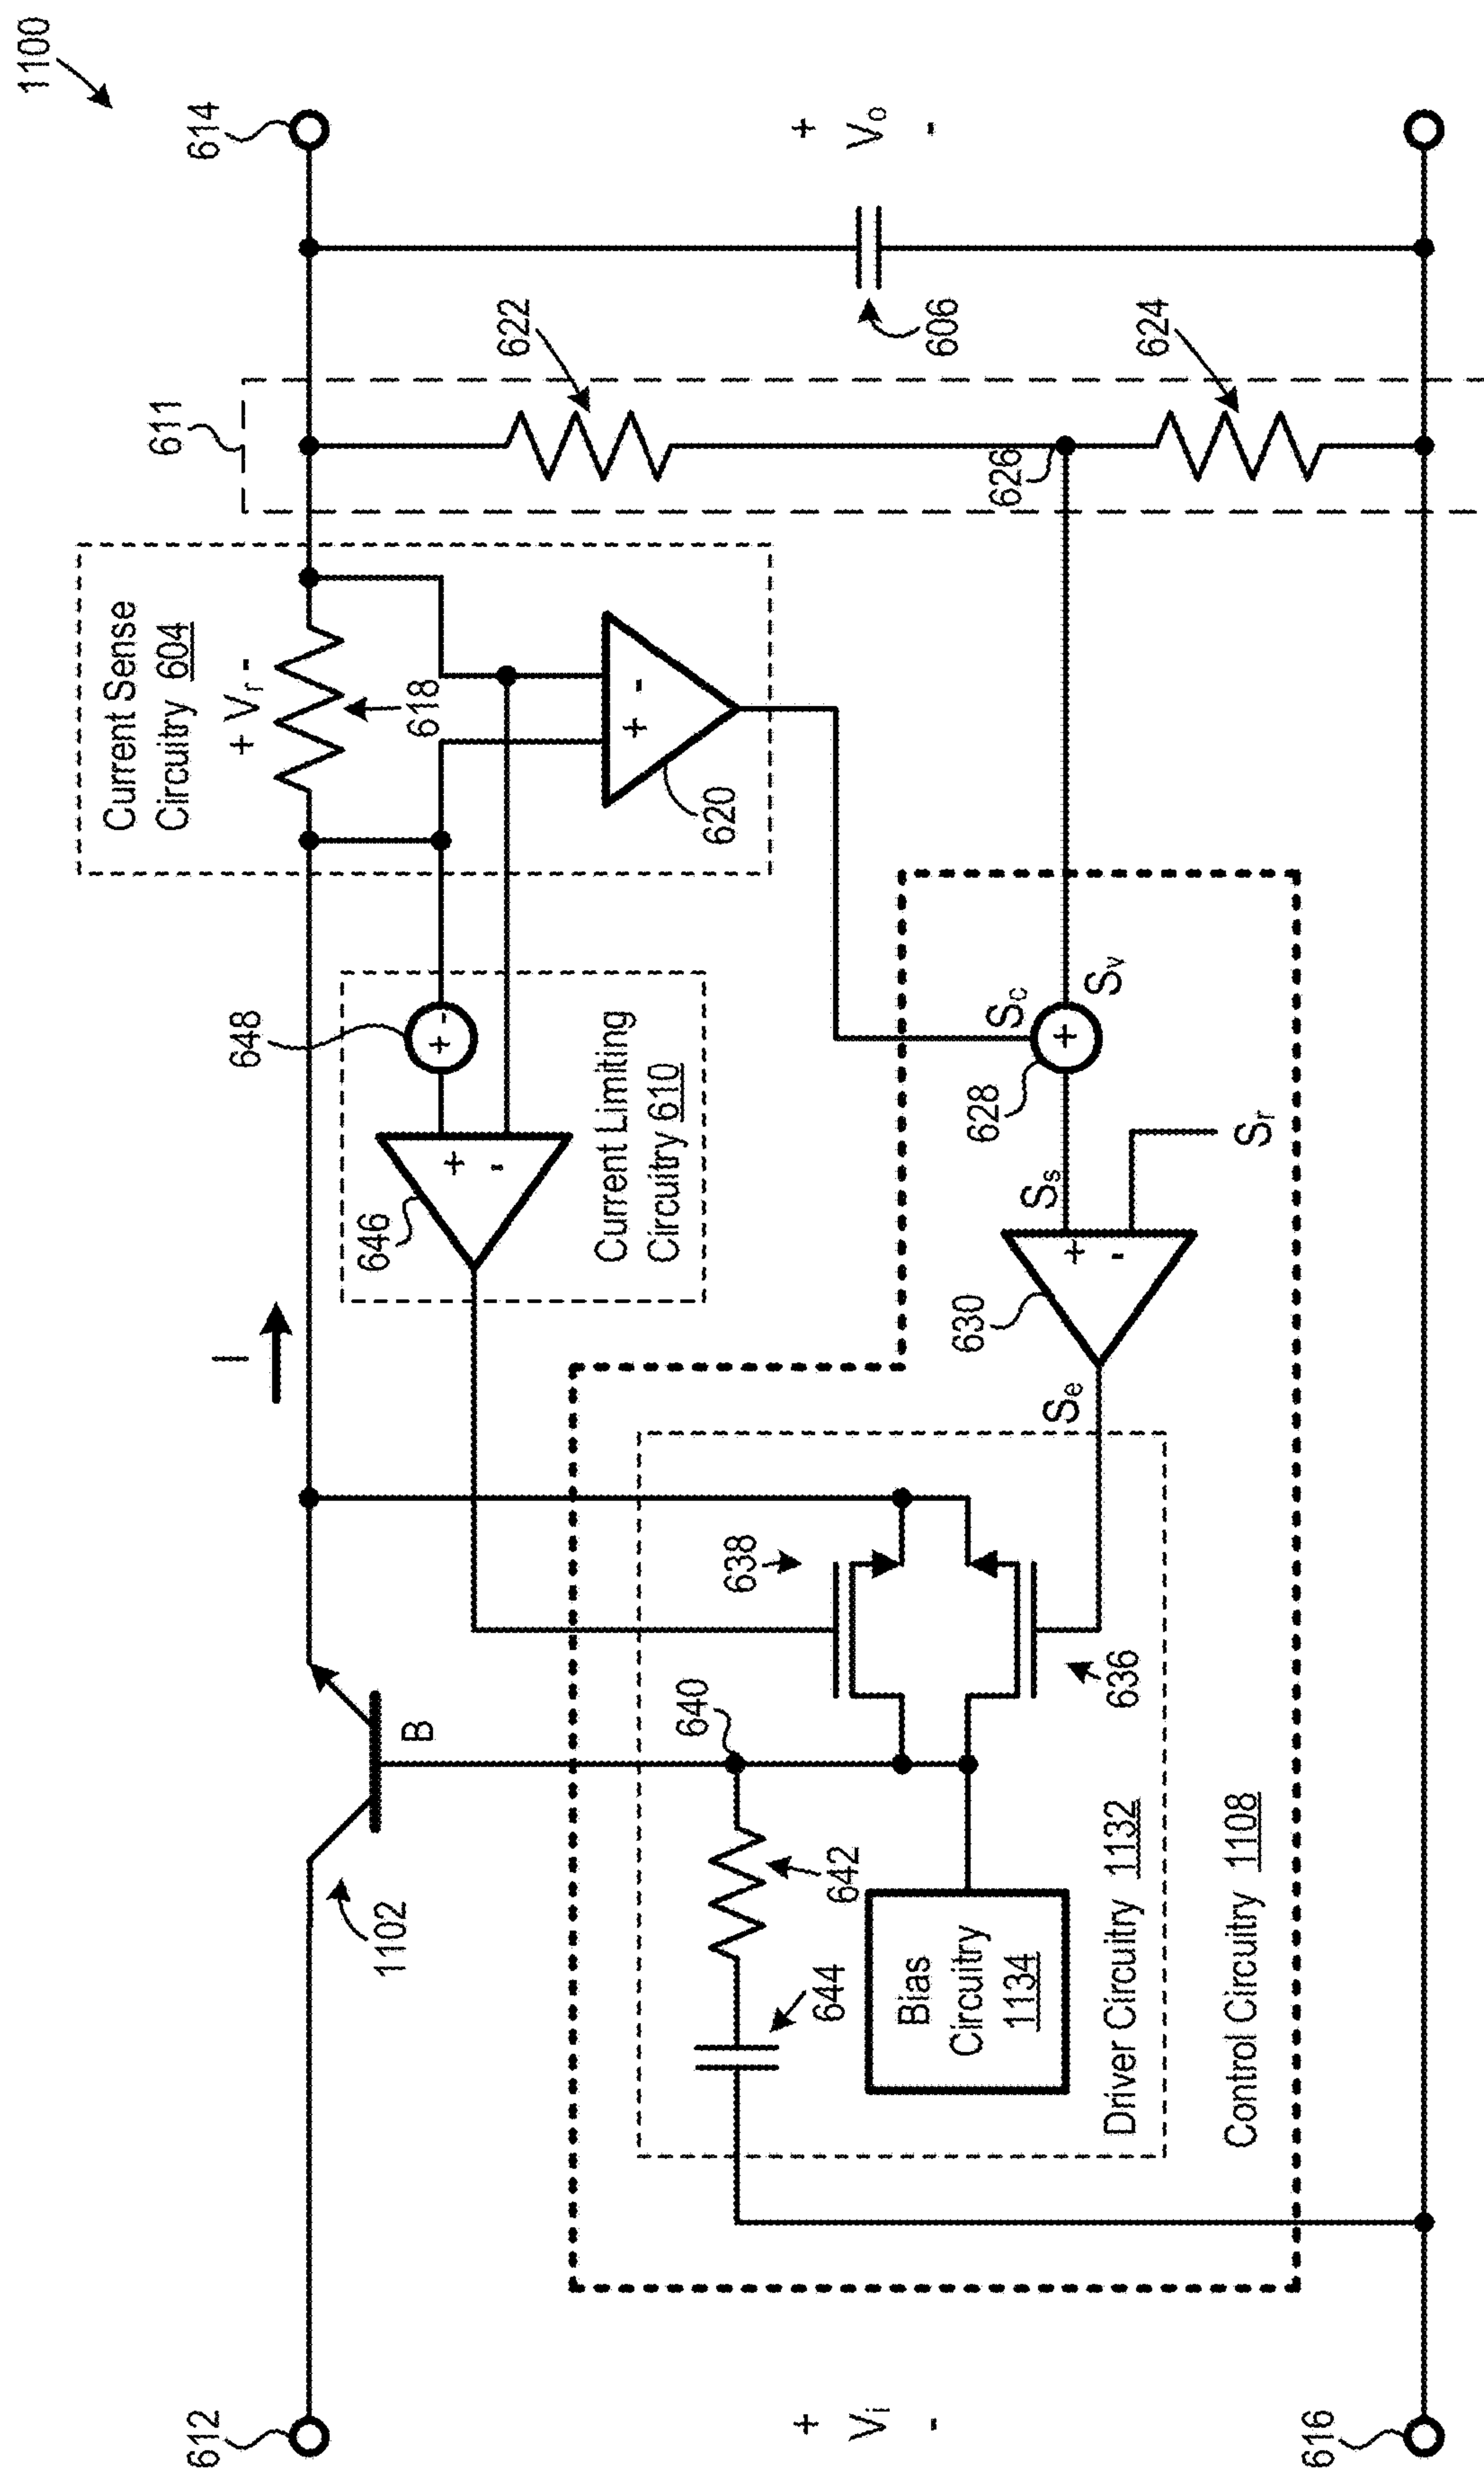 1100
612
1102
B
I
Current Sense
Circuitry 604
+ Vr -
618
620
614
611
622
624
626
606
+
Vo
-
+
Vi
-
616
648
+ -
646
+
-
Current Limiting
Circuitry 610
+ -
Sc
Sv
+
628
Ss
Sr
630
+
-
Se
638
636
640
642
644
Bias
Circuitry
1134
Driver Circuitry 1132
Control Circuitry 1108